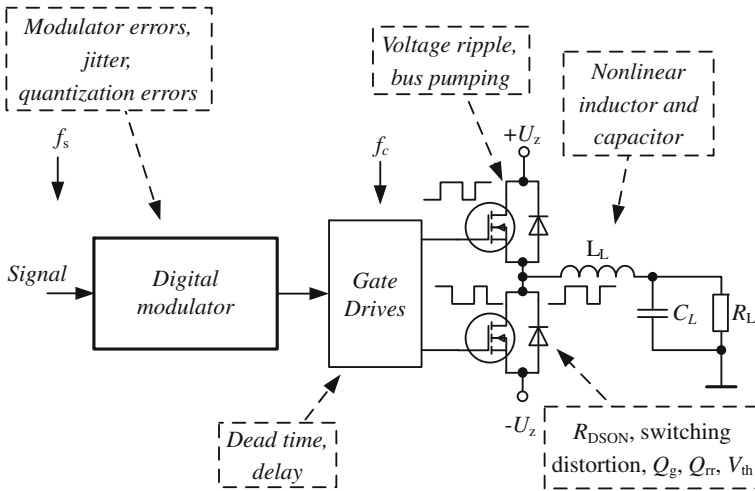 Modulator errors,
jitter,
quantization errors
Voltage ripple,
bus pumping
Nonlinear
inductor and
capacitor
fs
fc
+Uz
Signal
Digital
modulator
Gate
Drives
LL
CL
RL
-Uz
Dead time,
delay
RDSON, switching
distortion, Qg, Qrr, Vth